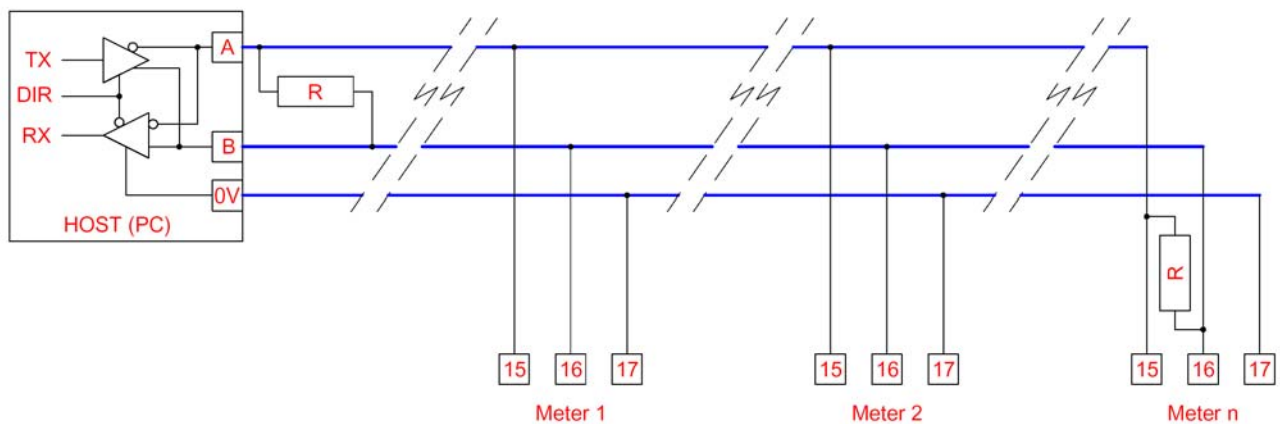 TX
DIR
RX
A
B
0V
HOST (PC)
R
R
15
16
17
15
16
17
15
16
17
Meter 1
Meter 2
Meter n